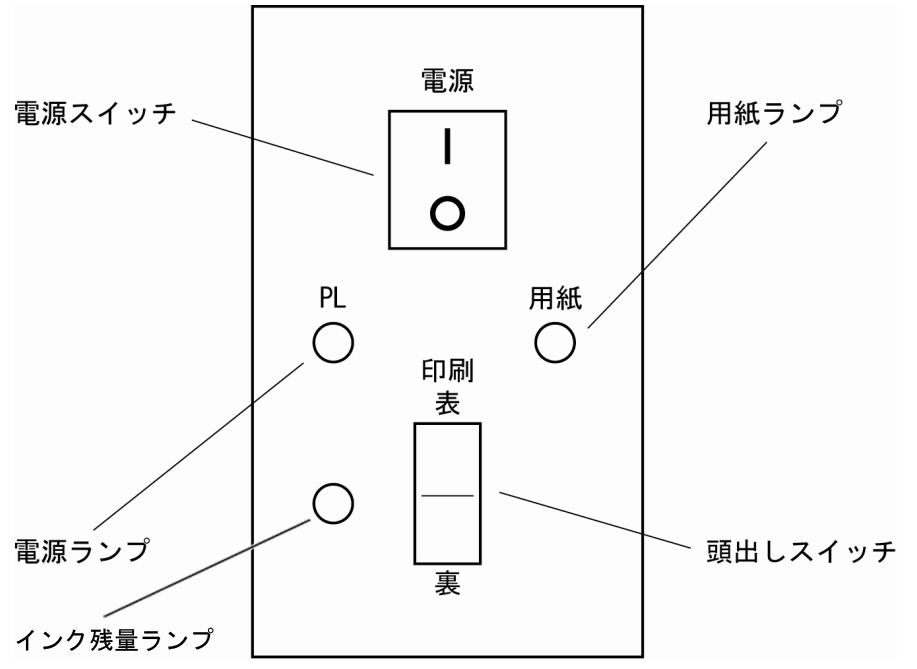 電源
電源スイッチ
用紙ランプ
PL
用紙
印刷
表
裏
電源ランプ
頭出しスイッチ
インク残量ランプ